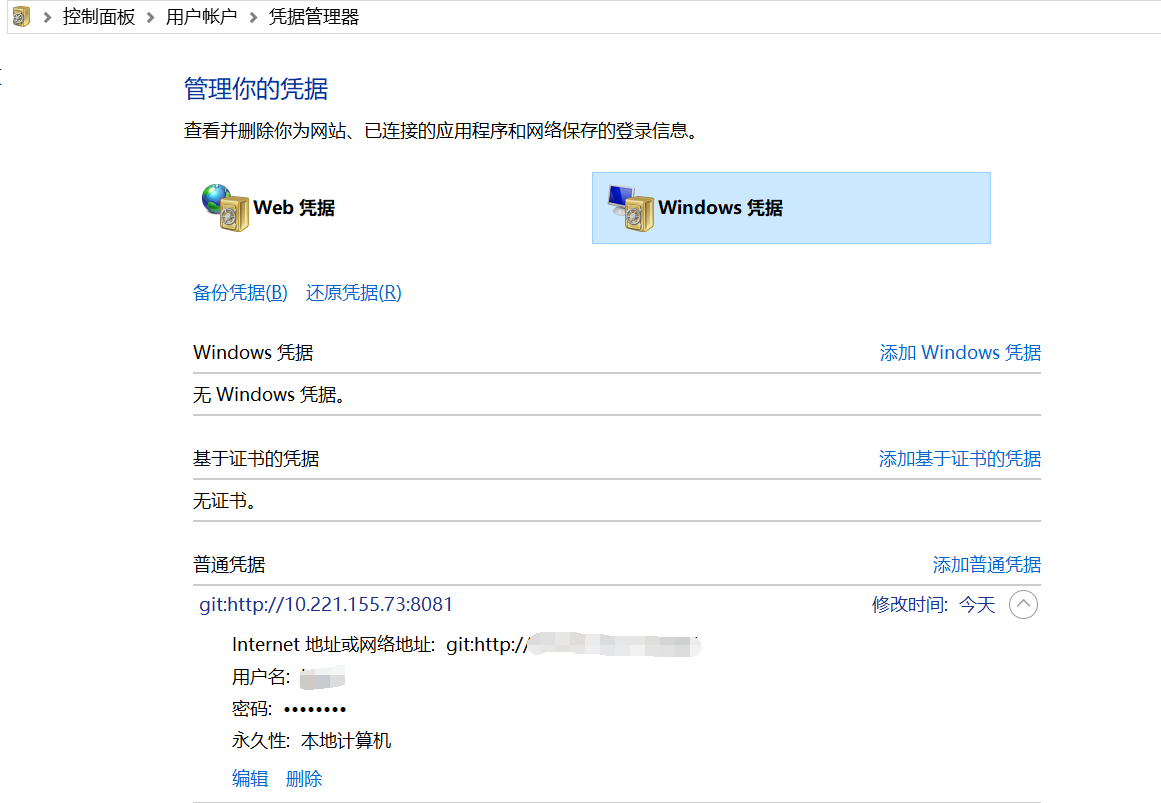 控制面板 > 用户帐户 > 凭据管理器
管理你的凭据
查看并删除你为网站、已连接的应用程序和网络保存的登录信息。
Web 凭据
Windows 凭据
备份凭据(B) 还原凭据(R)
Windows 凭据 添加 Windows 凭据
无 Windows 凭据。
基于证书的凭据 添加基于证书的凭据
无证书。
普通凭据 添加普通凭据
git:http://10.221.155.73:8081 修改时间: 今天
Internet 地址或网络地址: git:http://
用户名:
密码: ••••••••
永久性: 本地计算机
编辑 删除